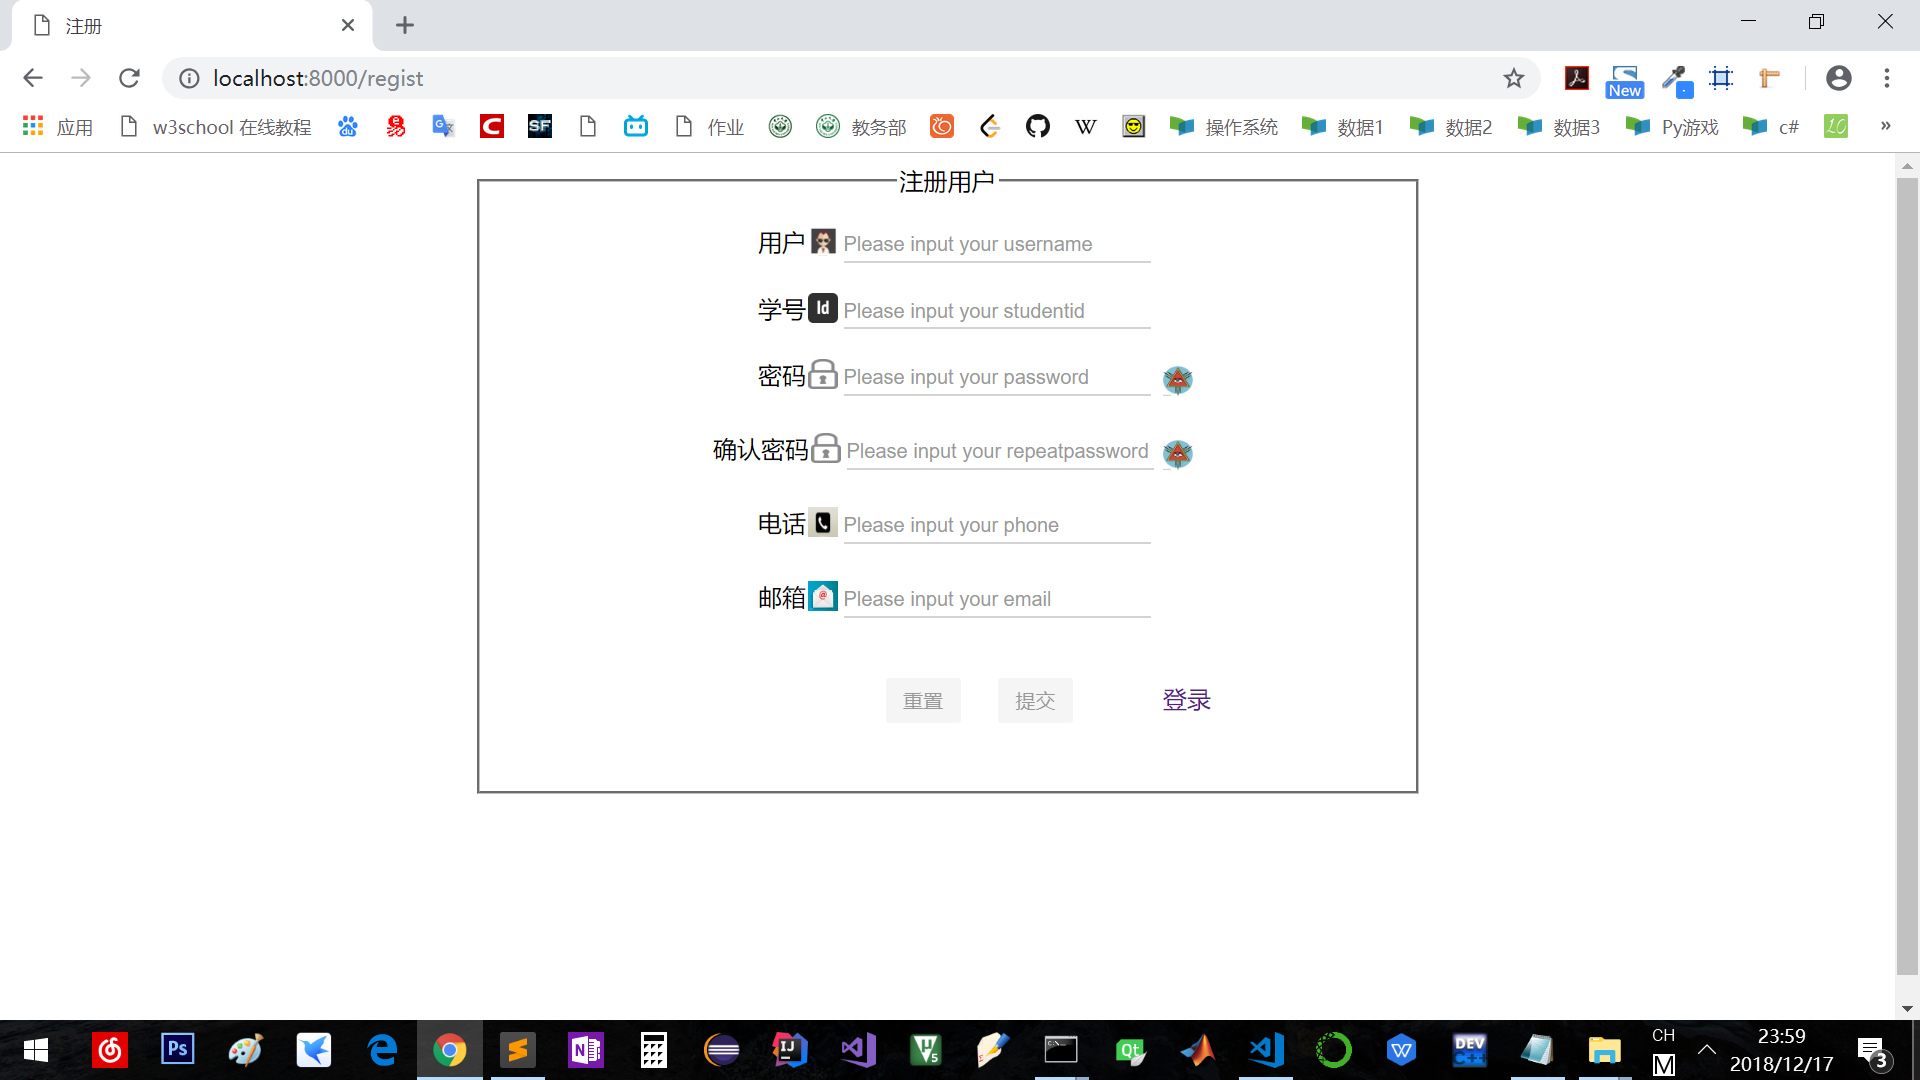 注册
localhost:8000/regist
New
应用
w3school 在线教程
作业
教务部
操作系统
数据1
数据2
数据3
Py游戏
c#
»
注册用户
用户 Please input your username
学号 Id Please input your studentid
密码 Please input your password
确认密码 Please input your repeatpassword
电话 Please input your phone
邮箱 Please input your email
重置 提交 登录
CH
M
23:59
2018/12/17
3